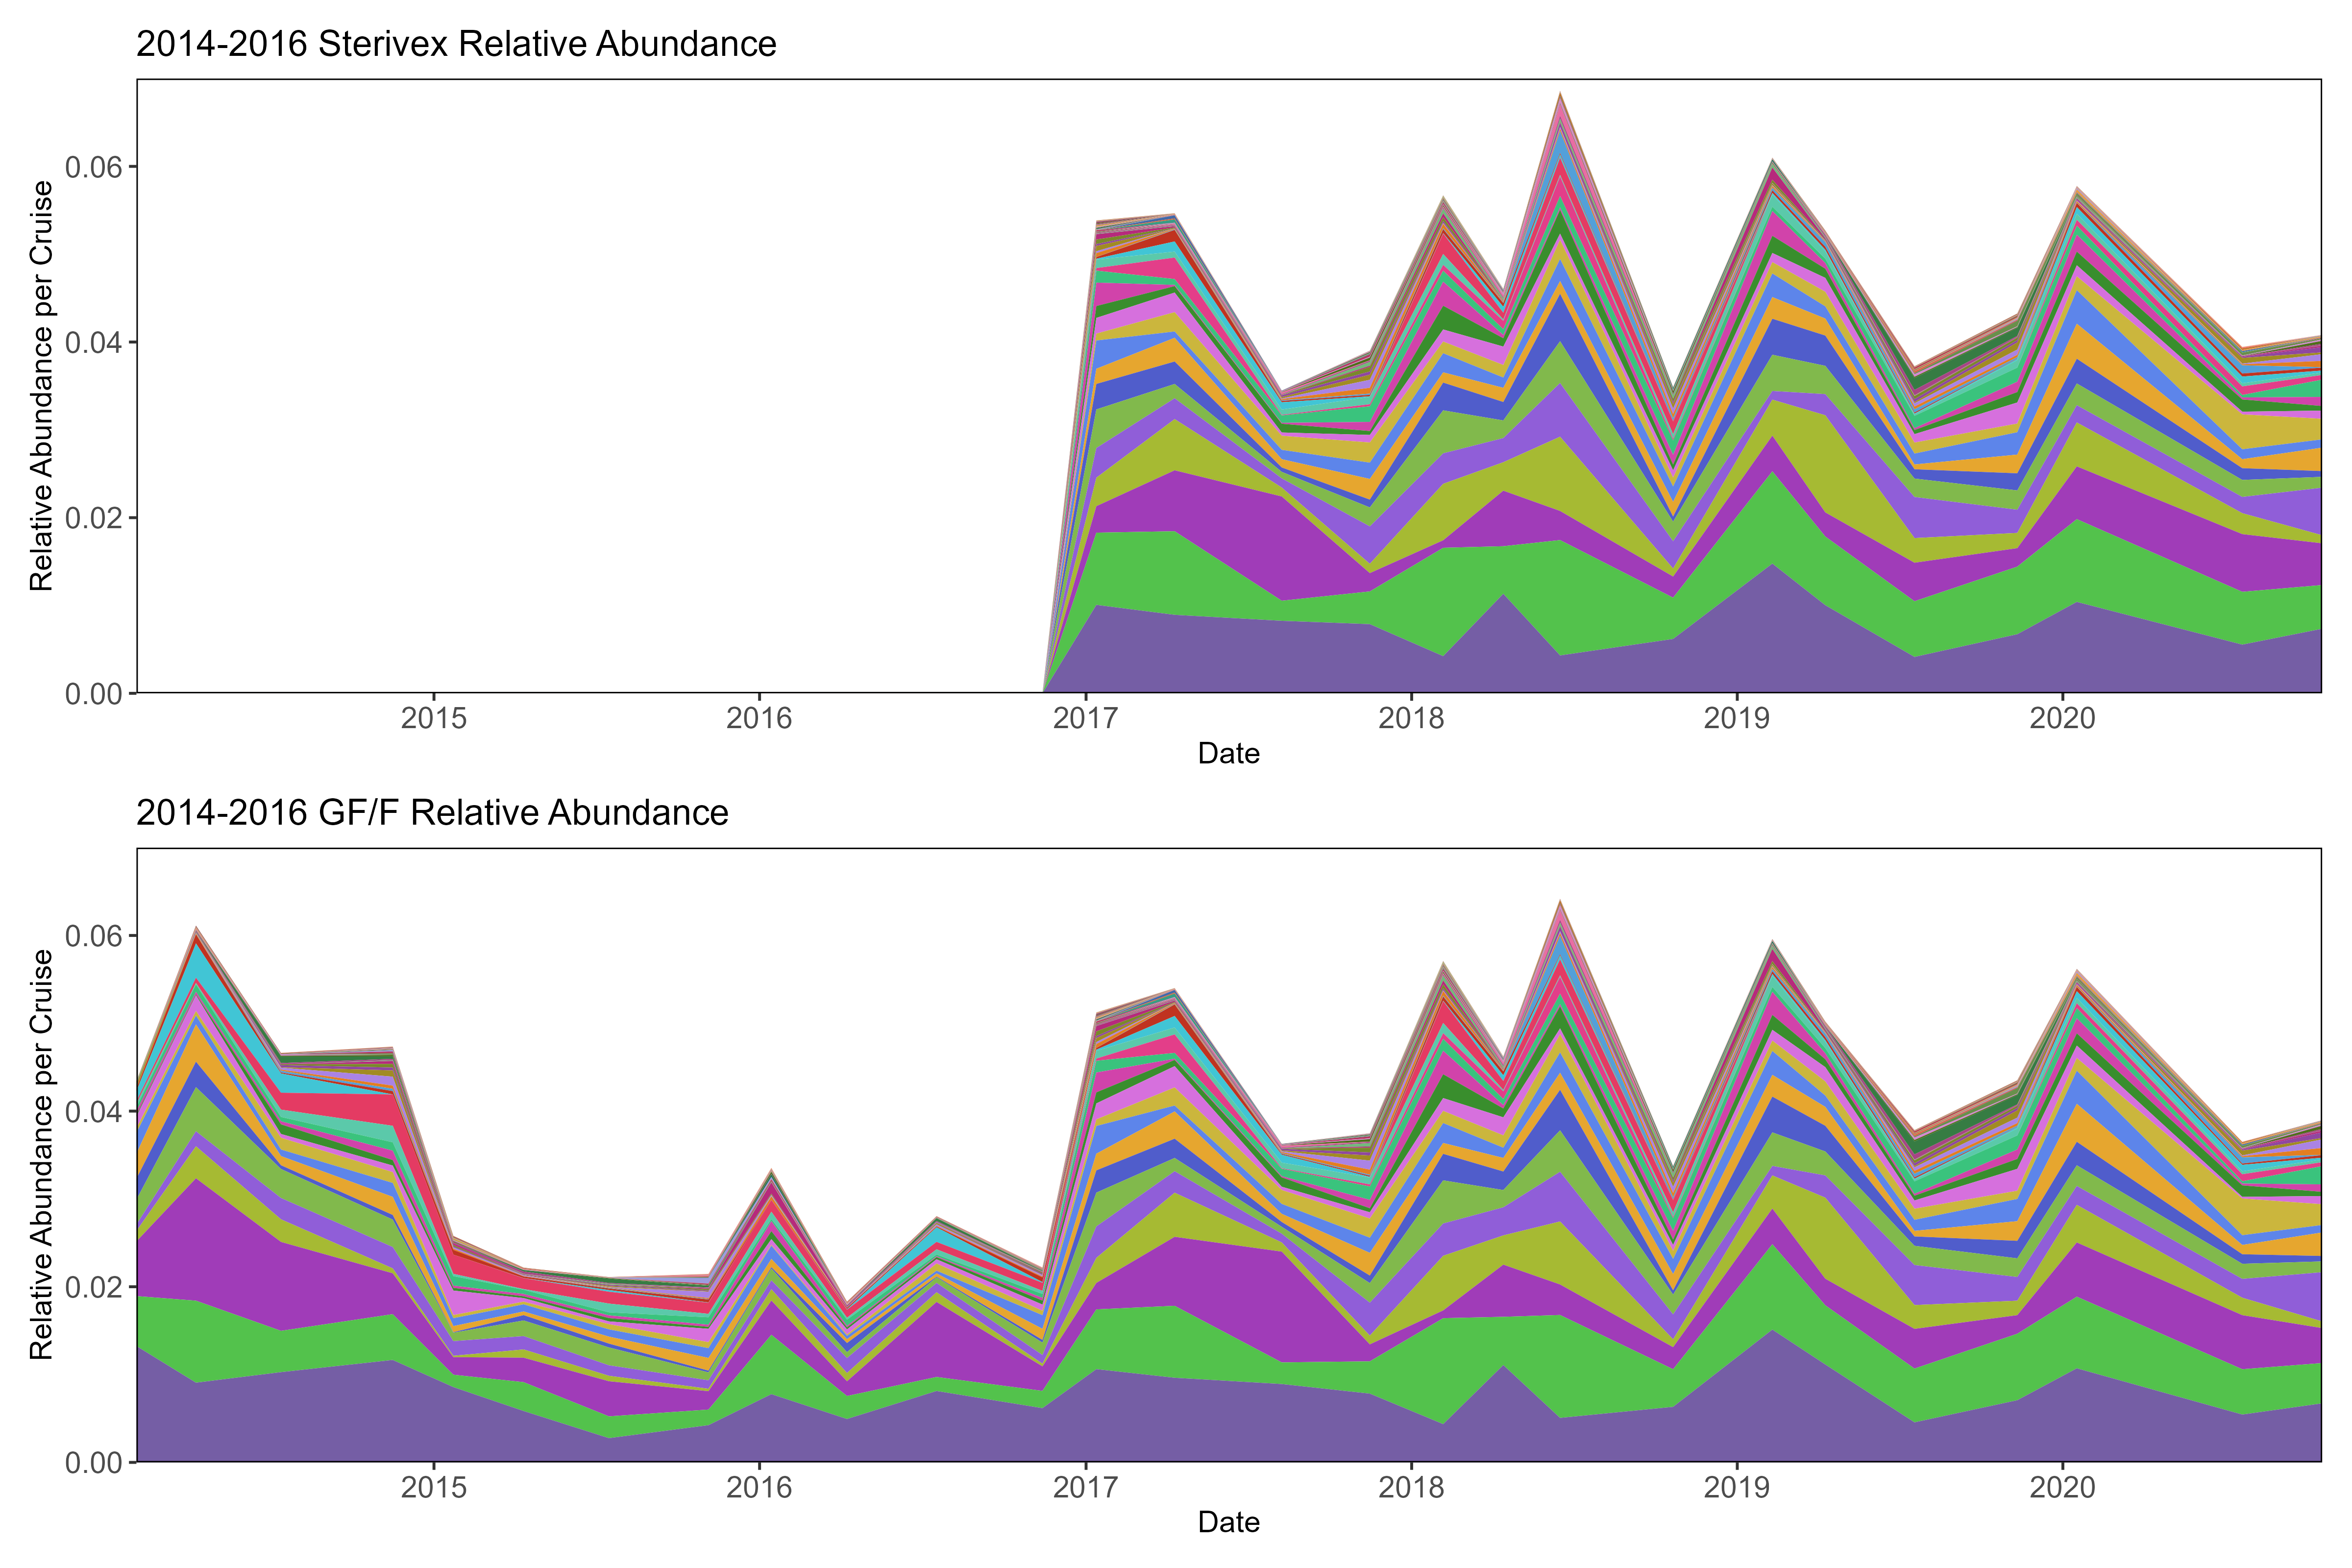 2014-2016 Sterivex Relative Abundance
Relative Abundance per Cruise
0.06
0.04
0.02
0.00
2015 2016 2017 2018 2019 2020
Date
2014-2016 GF/F Relative Abundance
Relative Abundance per Cruise
0.06
0.04
0.02
0.00
2015 2016 2017 2018 2019 2020
Date